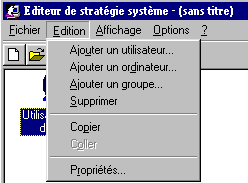 Editeur de stratégie système - (sans titre)
Fichier Edition Affichage Options ?
Ajouter un utilisateur...
Ajouter un ordinateur...
Ajouter un groupe...
Supprimer
Copier
Coller
Propriétés...